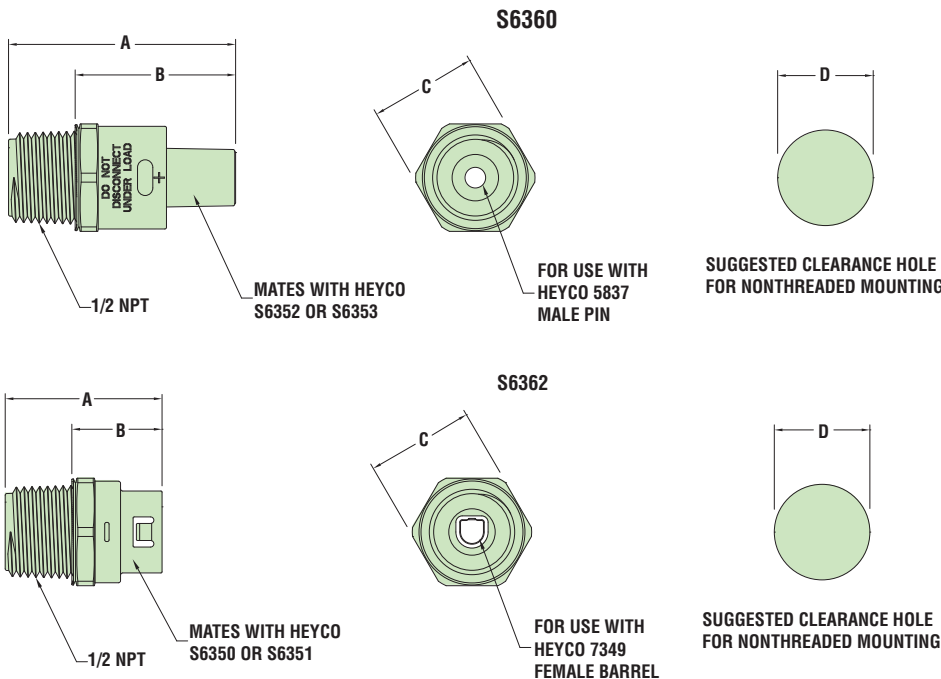 S6360
A
B
C
D
DO NOT
DISCONNECT
UNDER LOAD
+
1/2 NPT
MATES WITH HEYCO
S6352 OR S6353
FOR USE WITH
HEYCO 5837
MALE PIN
SUGGESTED CLEARANCE HOLE
FOR NONTHREADED MOUNTING
S6362
A
B
C
D
1/2 NPT
MATES WITH HEYCO
S6350 OR S6351
FOR USE WITH
HEYCO 7349
FEMALE BARREL
SUGGESTED CLEARANCE HOLE
FOR NONTHREADED MOUNTING